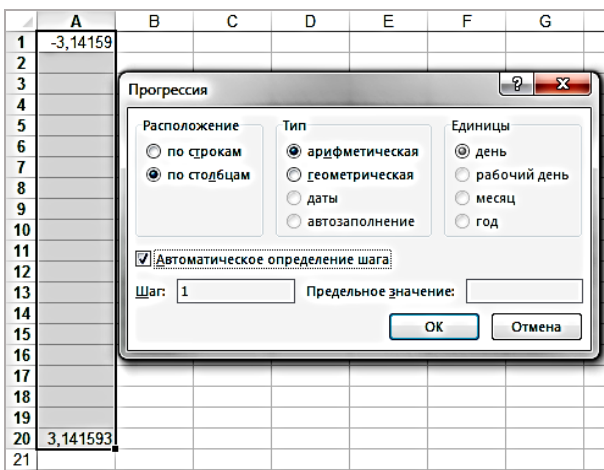 A B C D E F G
1 -3,14159
2
3
4
5
6
7
8
9
10
11
12
13
14
15
16
17
18
19
20 3,141593
21
Прогрессия
Расположение Тип Единицы
по строкам арифметическая день
по столбцам геометрическая рабочий день
даты месяц
автозаполнение год
Автоматическое определение шага
Шаг: 1 Предельное значение:
ОК Отмена